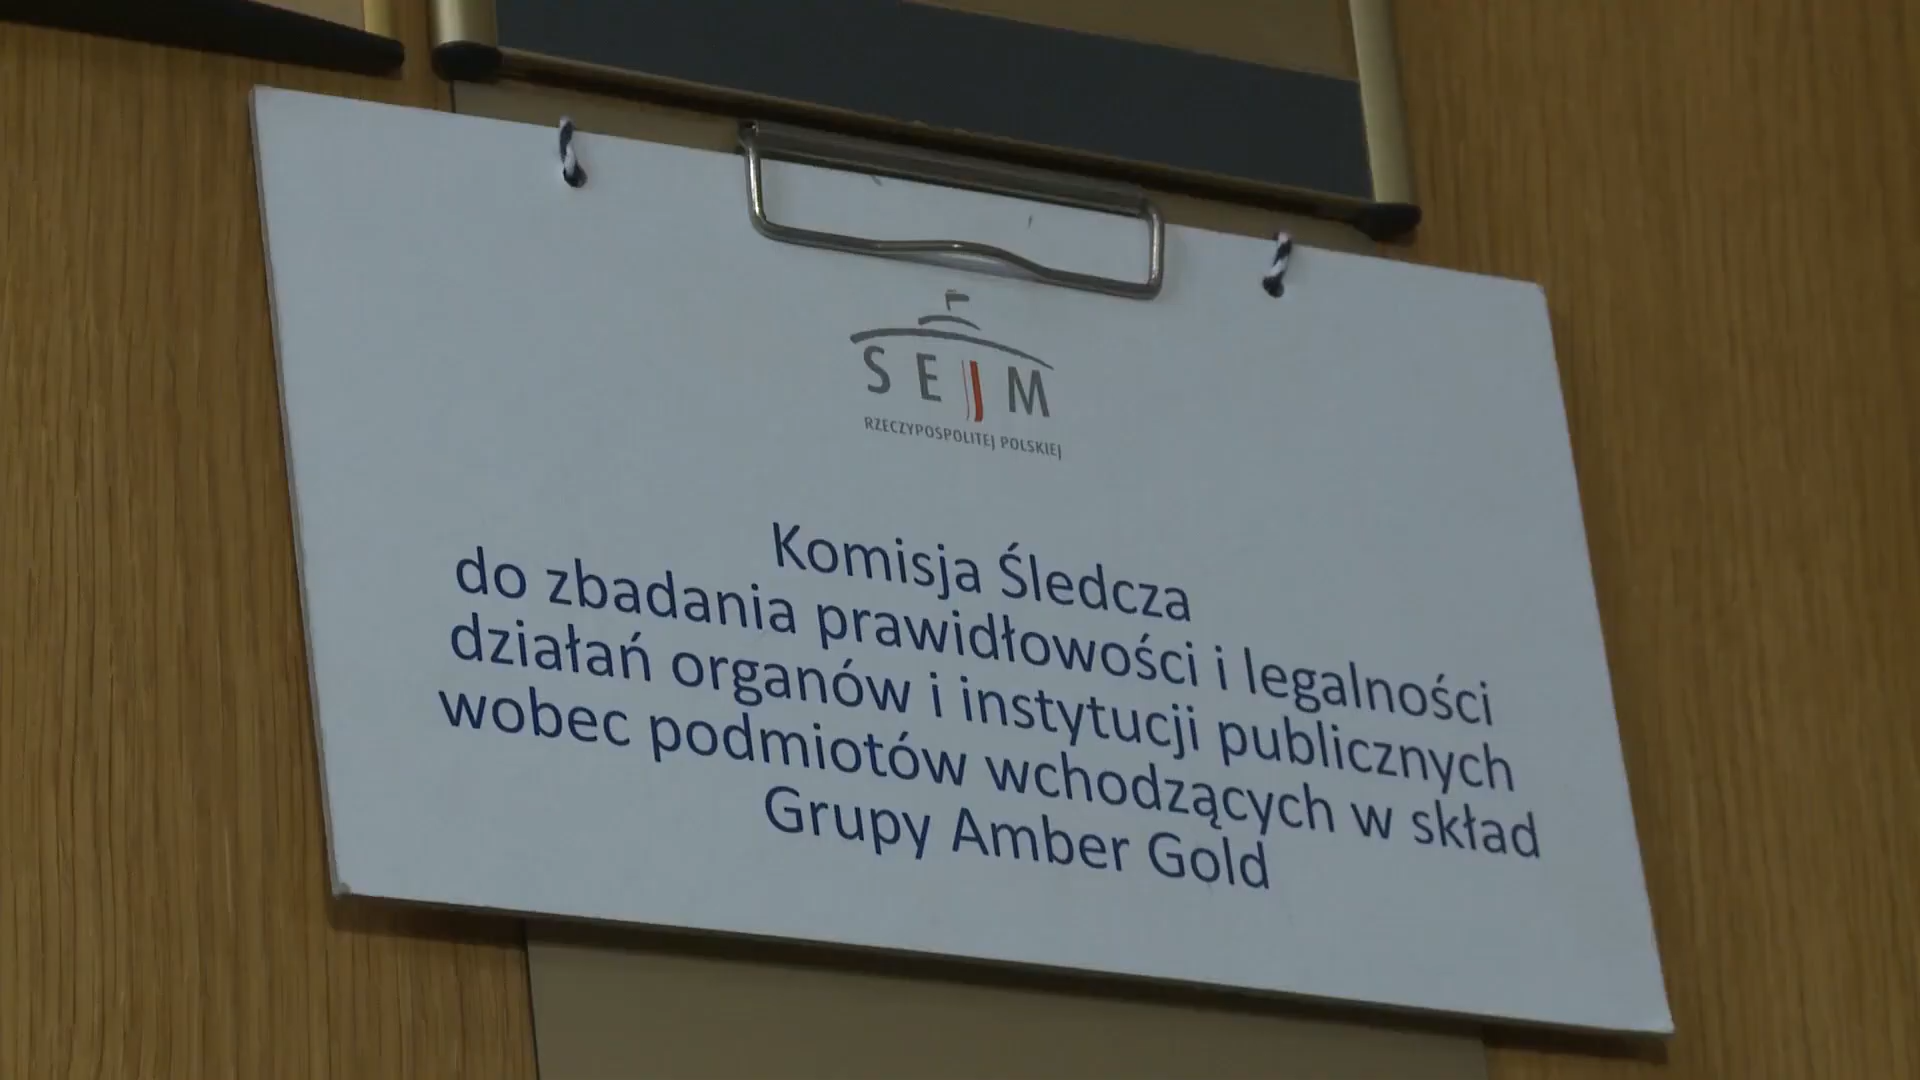 SEJM
RZECZYPOSPOLITEJ POLSKIEJ
Komisja Śledcza
do zbadania prawidłowości i legalności
działań organów i instytucji publicznych
wobec podmiotów wchodzących w skład
Grupy Amber Gold